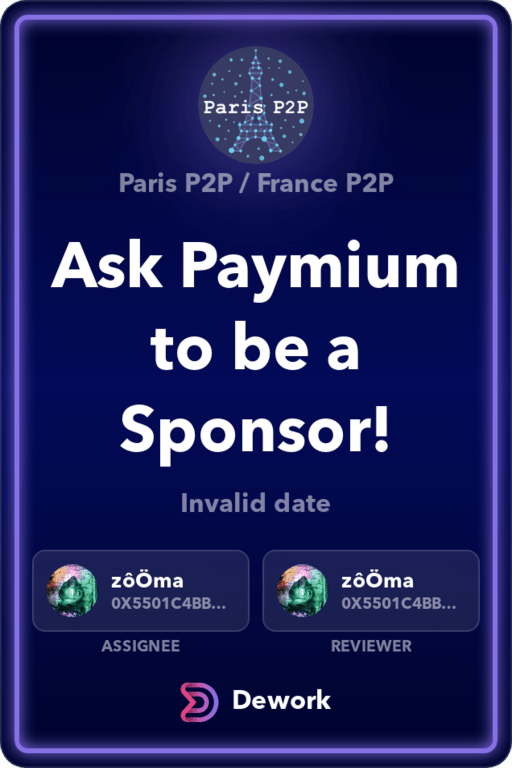 Paris P2P
Paris P2P / France P2P
Ask Paymium
to be a
Sponsor!
Invalid date
zôÖma
0X5501C4BB...
ASSIGNEE
zôÖma
0X5501C4BB...
REVIEWER
Dework